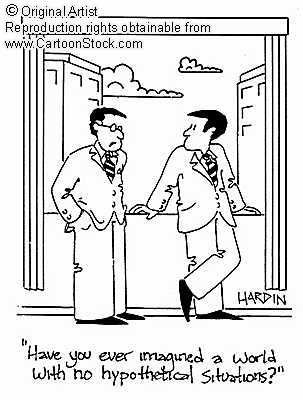 © Original Artist
Reproduction rights obtainable from
www.CartoonStock.com
HARDIN
"Have you ever imagined a world
with no hypothetical situations?"